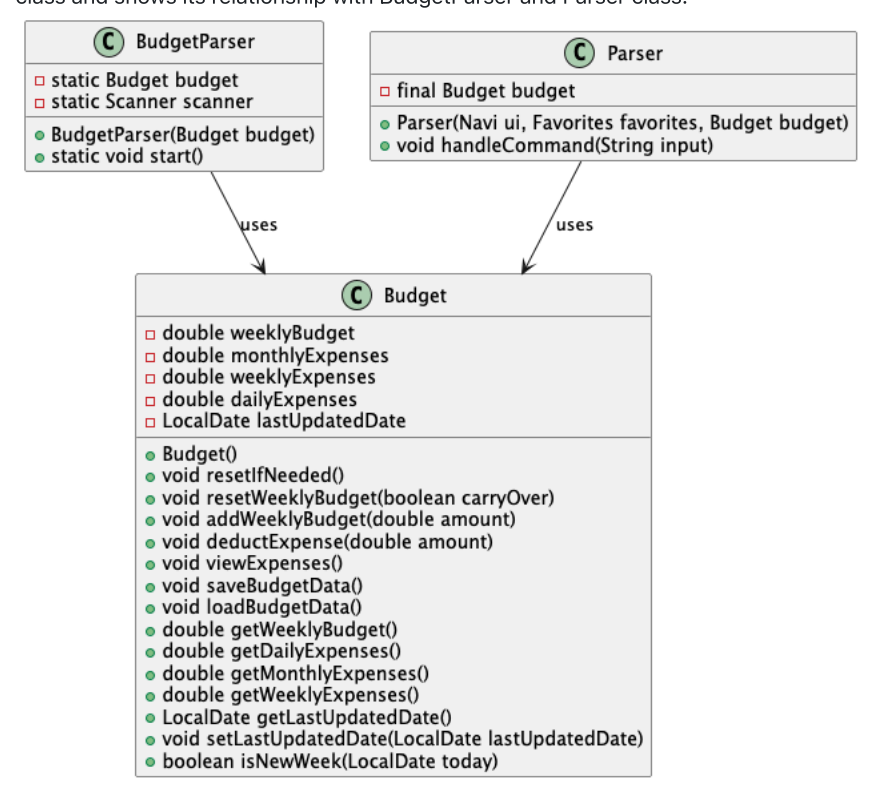 class and shows its relationship with BudgetParser and Parser class.
C BudgetParser
static Budget budget
static Scanner scanner
BudgetParser(Budget budget)
static void start()
C Parser
final Budget budget
Parser(Navi ui, Favorites favorites, Budget budget)
void handleCommand(String input)
uses
uses
C Budget
double weeklyBudget
double monthlyExpenses
double weeklyExpenses
double dailyExpenses
LocalDate lastUpdatedDate
Budget()
void resetIfNeeded()
void resetWeeklyBudget(boolean carryOver)
void addWeeklyBudget(double amount)
void deductExpense(double amount)
void viewExpenses()
void saveBudgetData()
void loadBudgetData()
double getWeeklyBudget()
double getDailyExpenses()
double getMonthlyExpenses()
double getWeeklyExpenses()
LocalDate getLastUpdatedDate()
void setLastUpdatedDate(LocalDate lastUpdatedDate)
boolean isNewWeek(LocalDate today)